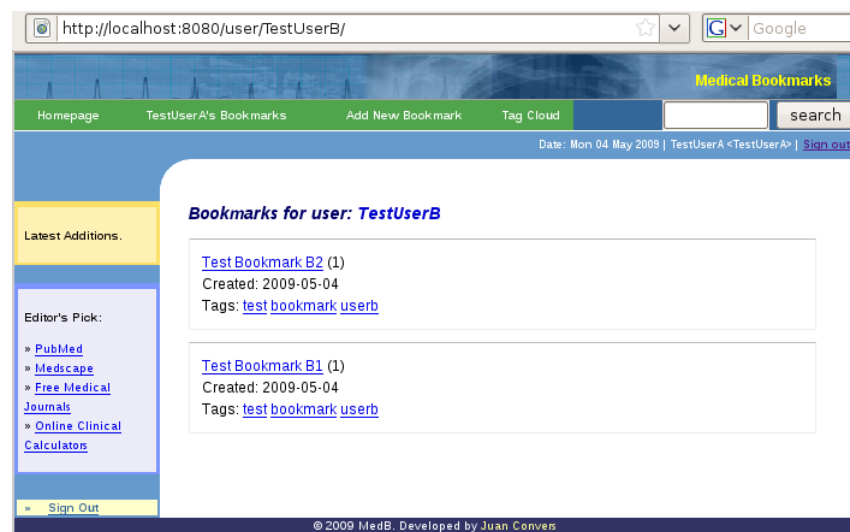 http://localhost:8080/user/TestUserB/
Google
Medical Bookmarks
Homepage TestUserA's Bookmarks Add New Bookmark Tag Cloud search
Date: Mon 04 May 2009 | TestUserA <TestUserA> | Sign out
Bookmarks for user: TestUserB
Latest Additions.
Test Bookmark B2 (1)
Created: 2009-05-04
Tags: test bookmark userb
Editor's Pick:
» PubMed
» Medscape
» Free Medical
Journals
» Online Clinical
Calculators
Test Bookmark B1 (1)
Created: 2009-05-04
Tags: test bookmark userb
» Sign Out
© 2009 MedB. Developed by Juan Convers